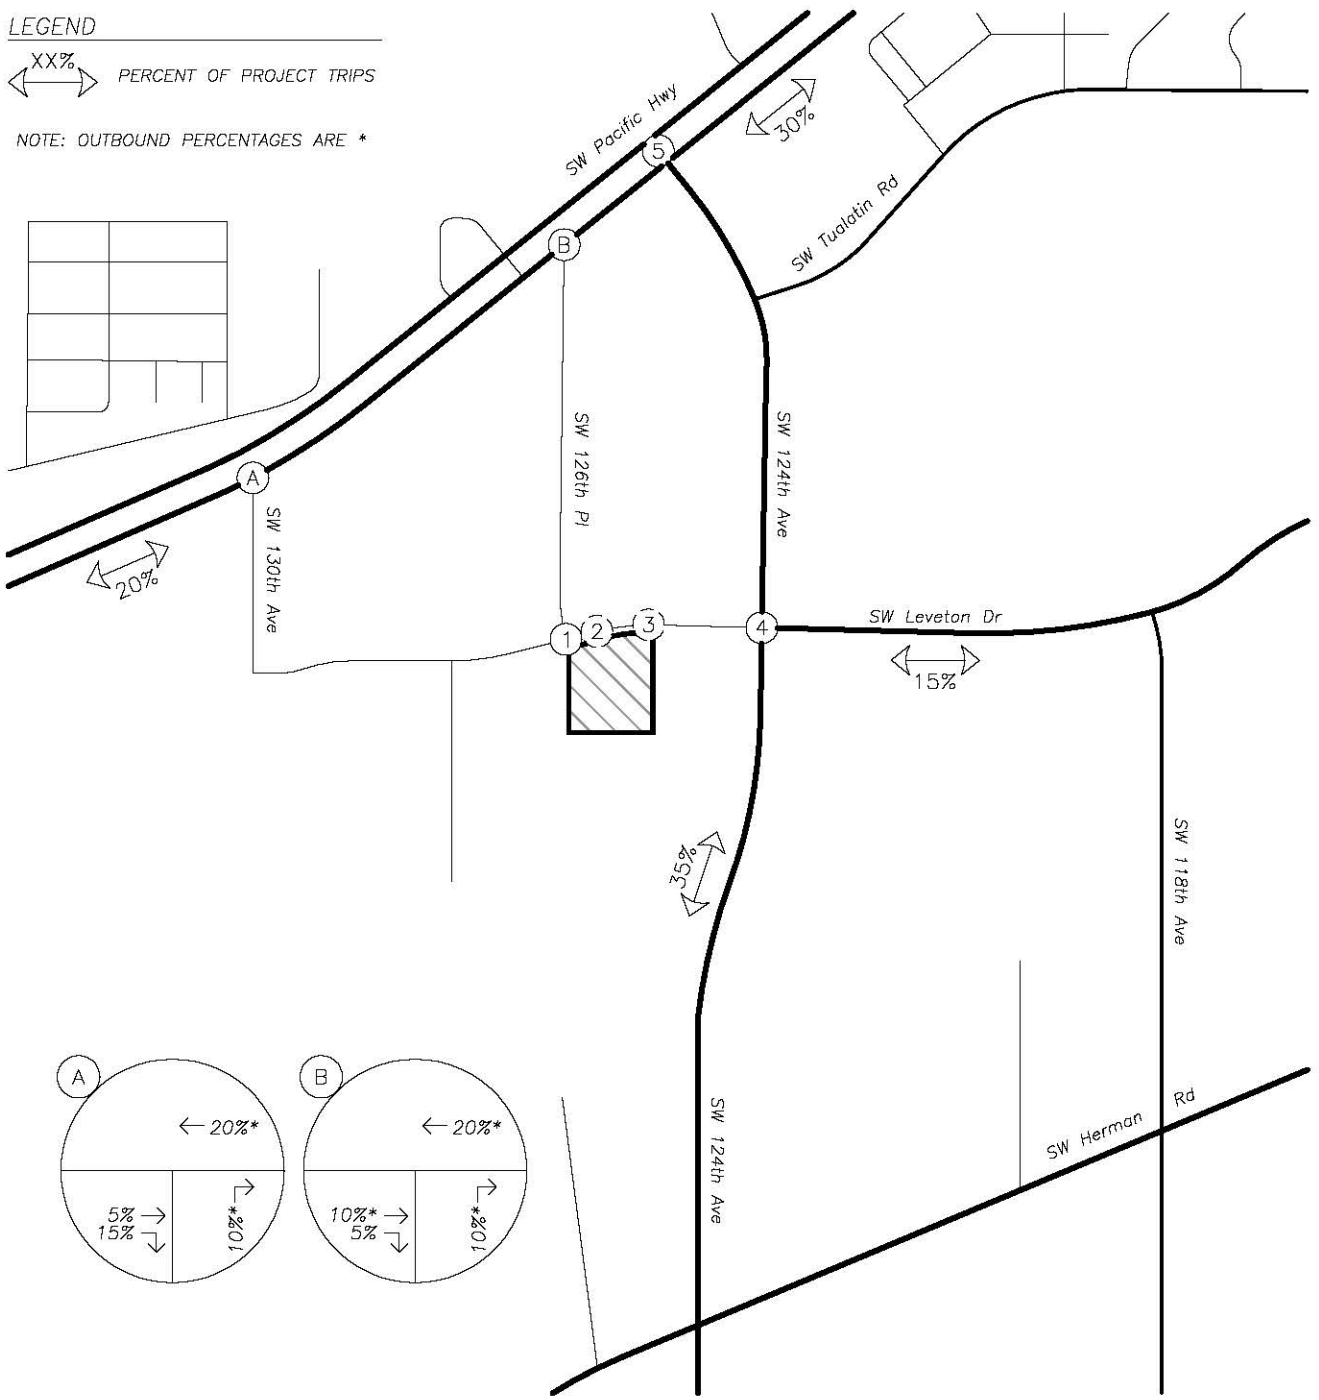 LEGEND
XX%
PERCENT OF PROJECT TRIPS
NOTE: OUTBOUND PERCENTAGES ARE *
SW Pacific Hwy
5
30%
B
SW Tualatin Rd
A
20%
SW 130th Ave
SW 126th Pl
SW 124th Ave
1
2
3
4
SW Leveton Dr
15%
35%
SW 118th Ave
SW 124th Ave
SW Herman Rd
A
20%*
5%
15%
10%*
B
20%*
10%*
5%
10%*